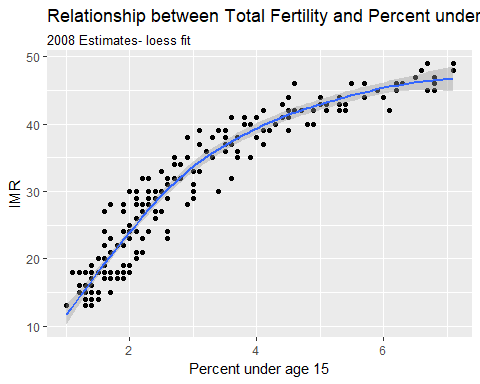 Relationship between Total Fertility and Percent under
2008 Estimates- loess fit
50
40
30
20
10
IMR
2 4 6
Percent under age 15